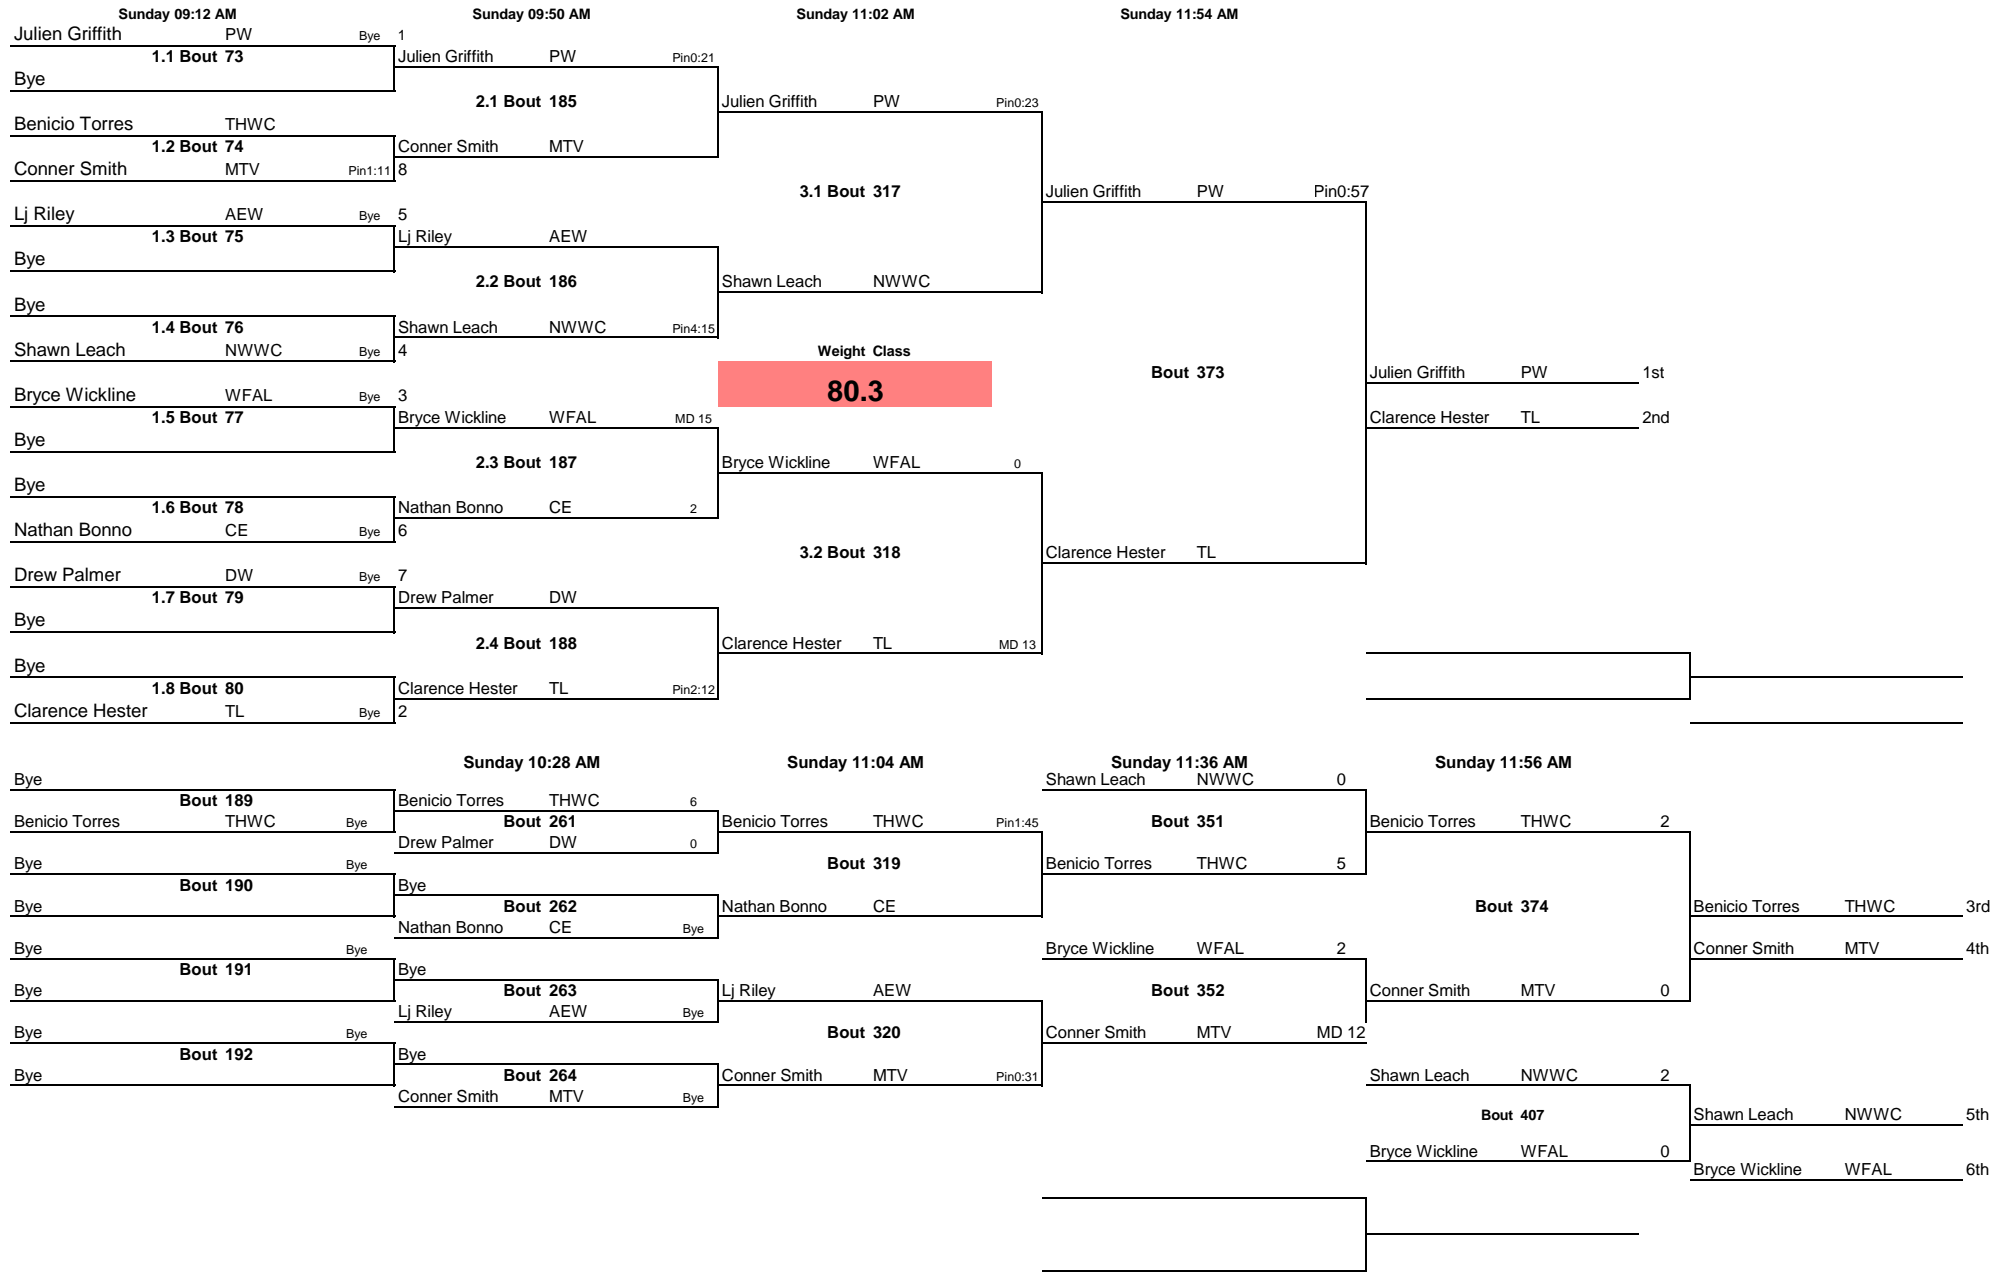 Sunday 09:12 AM Sunday 09:50 AM Sunday 11:02 AM Sunday 11:54 AM
Julien Griffith PW Bye 1
1.1 Bout 73 Julien Griffith PW Pin0:21
Bye
2.1 Bout 185 Julien Griffith PW Pin0:23
Benicio Torres THWC
1.2 Bout 74 Conner Smith MTV
Conner Smith MTV Pin1:11 8
3.1 Bout 317 Julien Griffith PW Pin0:57
Lj Riley AEW Bye 5
1.3 Bout 75 Lj Riley AEW
Bye
2.2 Bout 186 Shawn Leach NWWC
Bye
1.4 Bout 76 Shawn Leach NWWC Pin4:15
Shawn Leach NWWC Bye 4 Weight Class
Bout 373 Julien Griffith PW 1st
Bryce Wickline WFAL Bye 3 80.3
1.5 Bout 77 Bryce Wickline WFAL MD 15 Clarence Hester TL 2nd
Bye
2.3 Bout 187 Bryce Wickline WFAL 0
Bye
1.6 Bout 78 Nathan Bonno CE 2
Nathan Bonno CE Bye 6
3.2 Bout 318 Clarence Hester TL
Drew Palmer DW Bye 7
1.7 Bout 79 Drew Palmer DW
Bye
2.4 Bout 188 Clarence Hester TL MD 13
Bye
1.8 Bout 80 Clarence Hester TL Pin2:12
Clarence Hester TL Bye 2
Sunday 10:28 AM Sunday 11:04 AM Sunday 11:36 AM Sunday 11:56 AM
Bye Shawn Leach NWWC 0
Bout 189 Benicio Torres THWC 6
Benicio Torres THWC Bye Bout 261 Benicio Torres THWC Pin1:45 Bout 351 Benicio Torres THWC 2
Drew Palmer DW 0
Bye Bye Bout 319 Benicio Torres THWC 5
Bout 190 Bye
Bye Bout 262 Nathan Bonno CE Bout 374 Benicio Torres THWC 3rd
Nathan Bonno CE Bye
Bye Bye Bryce Wickline WFAL 2 Conner Smith MTV 4th
Bout 191 Bye
Bye Bout 263 Lj Riley AEW Bout 352 Conner Smith MTV 0
Lj Riley AEW Bye
Bye Bye Bout 320 Conner Smith MTV MD 12
Bout 192 Bye
Bye Bout 264 Conner Smith MTV Pin0:31 Shawn Leach NWWC 2
Conner Smith MTV Bye
Bout 407 Shawn Leach NWWC 5th
Bryce Wickline WFAL 0
Bryce Wickline WFAL 6th